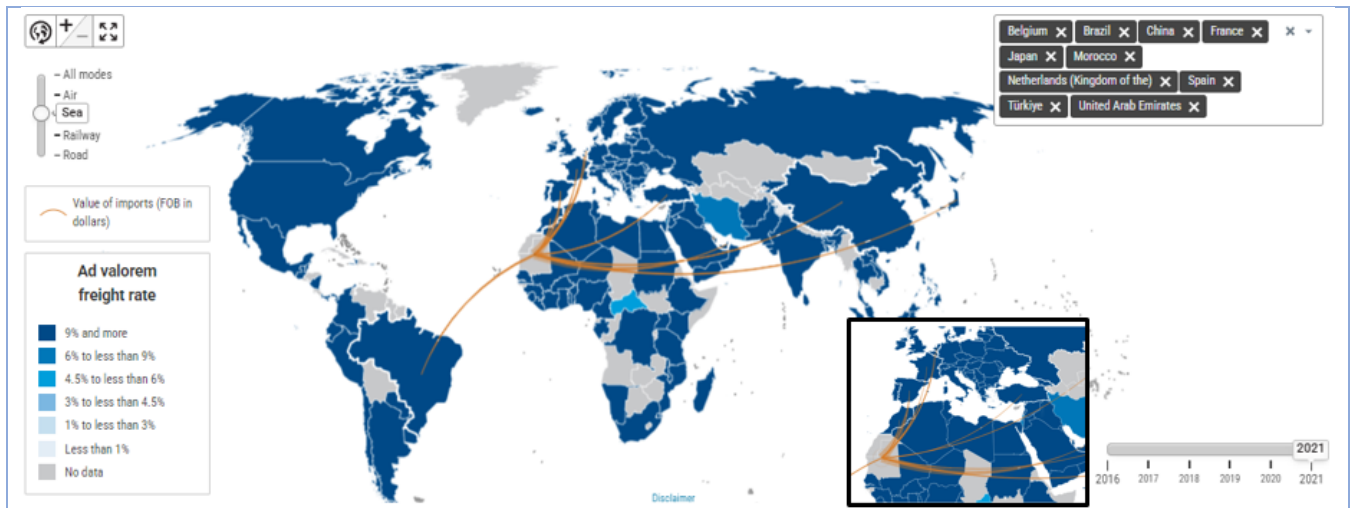 Belgium
Brazil
China
France
Japan
Morocco
Netherlands (Kingdom of the)
Spain
Türkiye
United Arab Emirates
All modes
Air
Sea
Railway
Road
Value of imports (FOB in
dollars)
Ad valorem
freight rate
9% and more
6% to less than 9%
4.5% to less than 6%
3% to less than 4.5%
1% to less than 3%
Less than 1%
No data
Disclaimer
2021
2016 2017 2018 2019 2020 2021